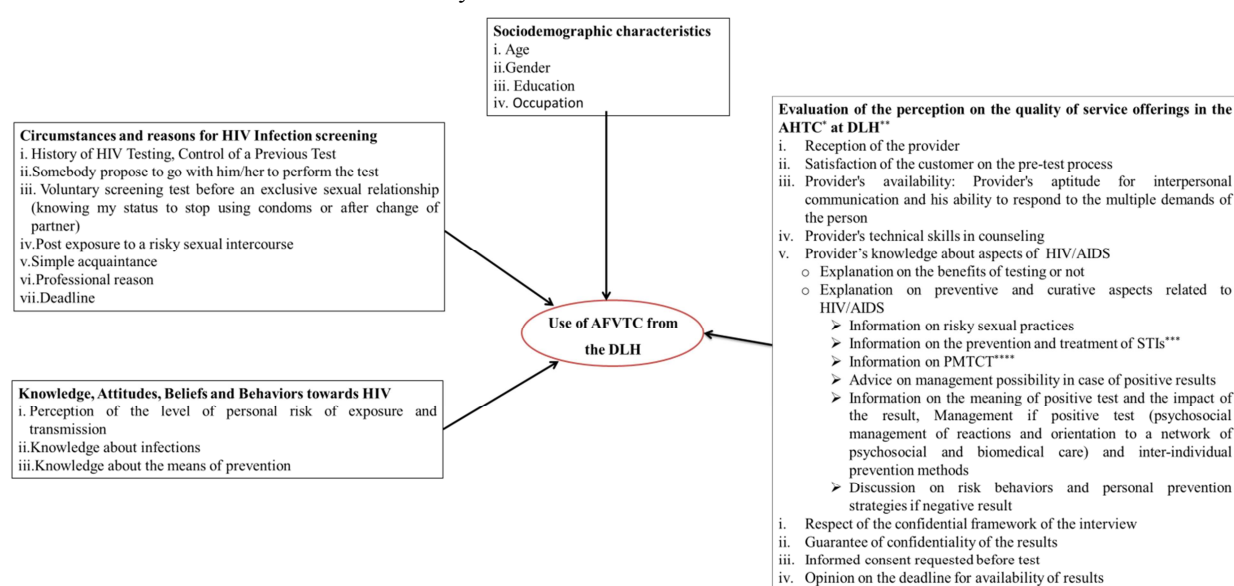 y
Sociodemographic characteristics
i. Age
ii.Gender
iii. Education
iv. Occupation
Circumstances and reasons for HIV Infection screening
i. History of HIV Testing, Control of a Previous Test
ii.Somebody propose to go with him/her to perform the test
iii. Voluntary screening test before an exclusive sexual relationship
(knowing my status to stop using condoms or after change of
partner)
iv.Post exposure to a risky sexual intercourse
v.Simple acquaintance
vi.Professional reason
vii.Deadline
Use of AFVTC from
the DLH
Knowledge, Attitudes, Beliefs and Behaviors towards HIV
i. Perception of the level of personal risk of exposure and
transmission
ii.Knowledge about infections
iii.Knowledge about the means of prevention
Evaluation of the perception on the quality of service offerings in the
AHTC* at DLH**
i. Reception of the provider
ii. Satisfaction of the customer on the pre-test process
iii. Provider's availability: Provider's aptitude for interpersonal
communication and his ability to respond to the multiple demands of
the person
iv. Provider's technical skills in counseling
v. Provider's knowledge about aspects of HIV/AIDS
o Explanation on the benefits of testing or not
o Explanation on preventive and curative aspects related to
HIV/AIDS
➢ Information on risky sexual practices
➢ Information on the prevention and treatment of STIs***
➢ Information on PMTCT****
➢ Advice on management possibility in case of positive results
➢ Information on the meaning of positive test and the impact of
the result, Management if positive test (psychosocial
management of reactions and orientation to a network of
psychosocial and biomedical care) and inter-individual
prevention methods
➢ Discussion on risk behaviors and personal prevention
strategies if negative result
i. Respect of the confidential framework of the interview
ii. Guarantee of confidentiality of the results
iii. Informed consent requested before test
iv. Opinion on the deadline for availability of results